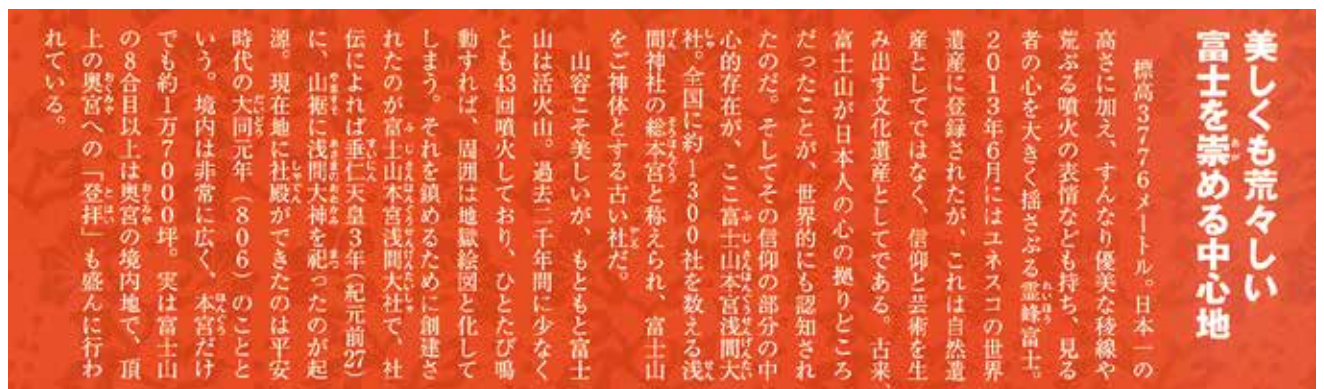 美しくも荒々しい
富士を崇める中心地
標高3776メートル。日本一の
高さに加え、すんなり優美な稜線や
荒ぶる噴火の表情なども持ち、見る
者の心を大きく揺さぶる霊峰富士。
2013年6月にはユネスコの世界
遺産に登録されたが、これは自然遺
産としてではなく、信仰と芸術を生
み出す文化遺産としてである。古来、
富士山が日本人の心の拠りどころ
だったことが、世界的にも認知され
たのだ。そしてその信仰の部分の中
心的存在が、ここ富士山本宮浅間大
社。全国に約1300社を数える浅
間神社の総本宮と称えられ、富士山
をご神体とする古い社だ。
山容こそ美しいが、もともと富士
山は活火山。過去二千年間に少なく
とも43回噴火しており、ひとたび鳴
動すれば、周囲は地獄絵図と化して
しまう。それを鎮めるために創建さ
れたのが富士山本宮浅間大社で、社
伝によれば垂仁天皇3年(紀元前27)
に、山裾に浅間大神を祀ったのが起
源。現在地に社殿ができたのは平安
時代の大同元年(806)のことと
いう。境内は非常に広く、本宮だけ
でも約1万7000坪。実は富士山
の8合目以上は奥宮の境内地で、頂
上の奥宮への「登拝」も盛んに行わ
れている。